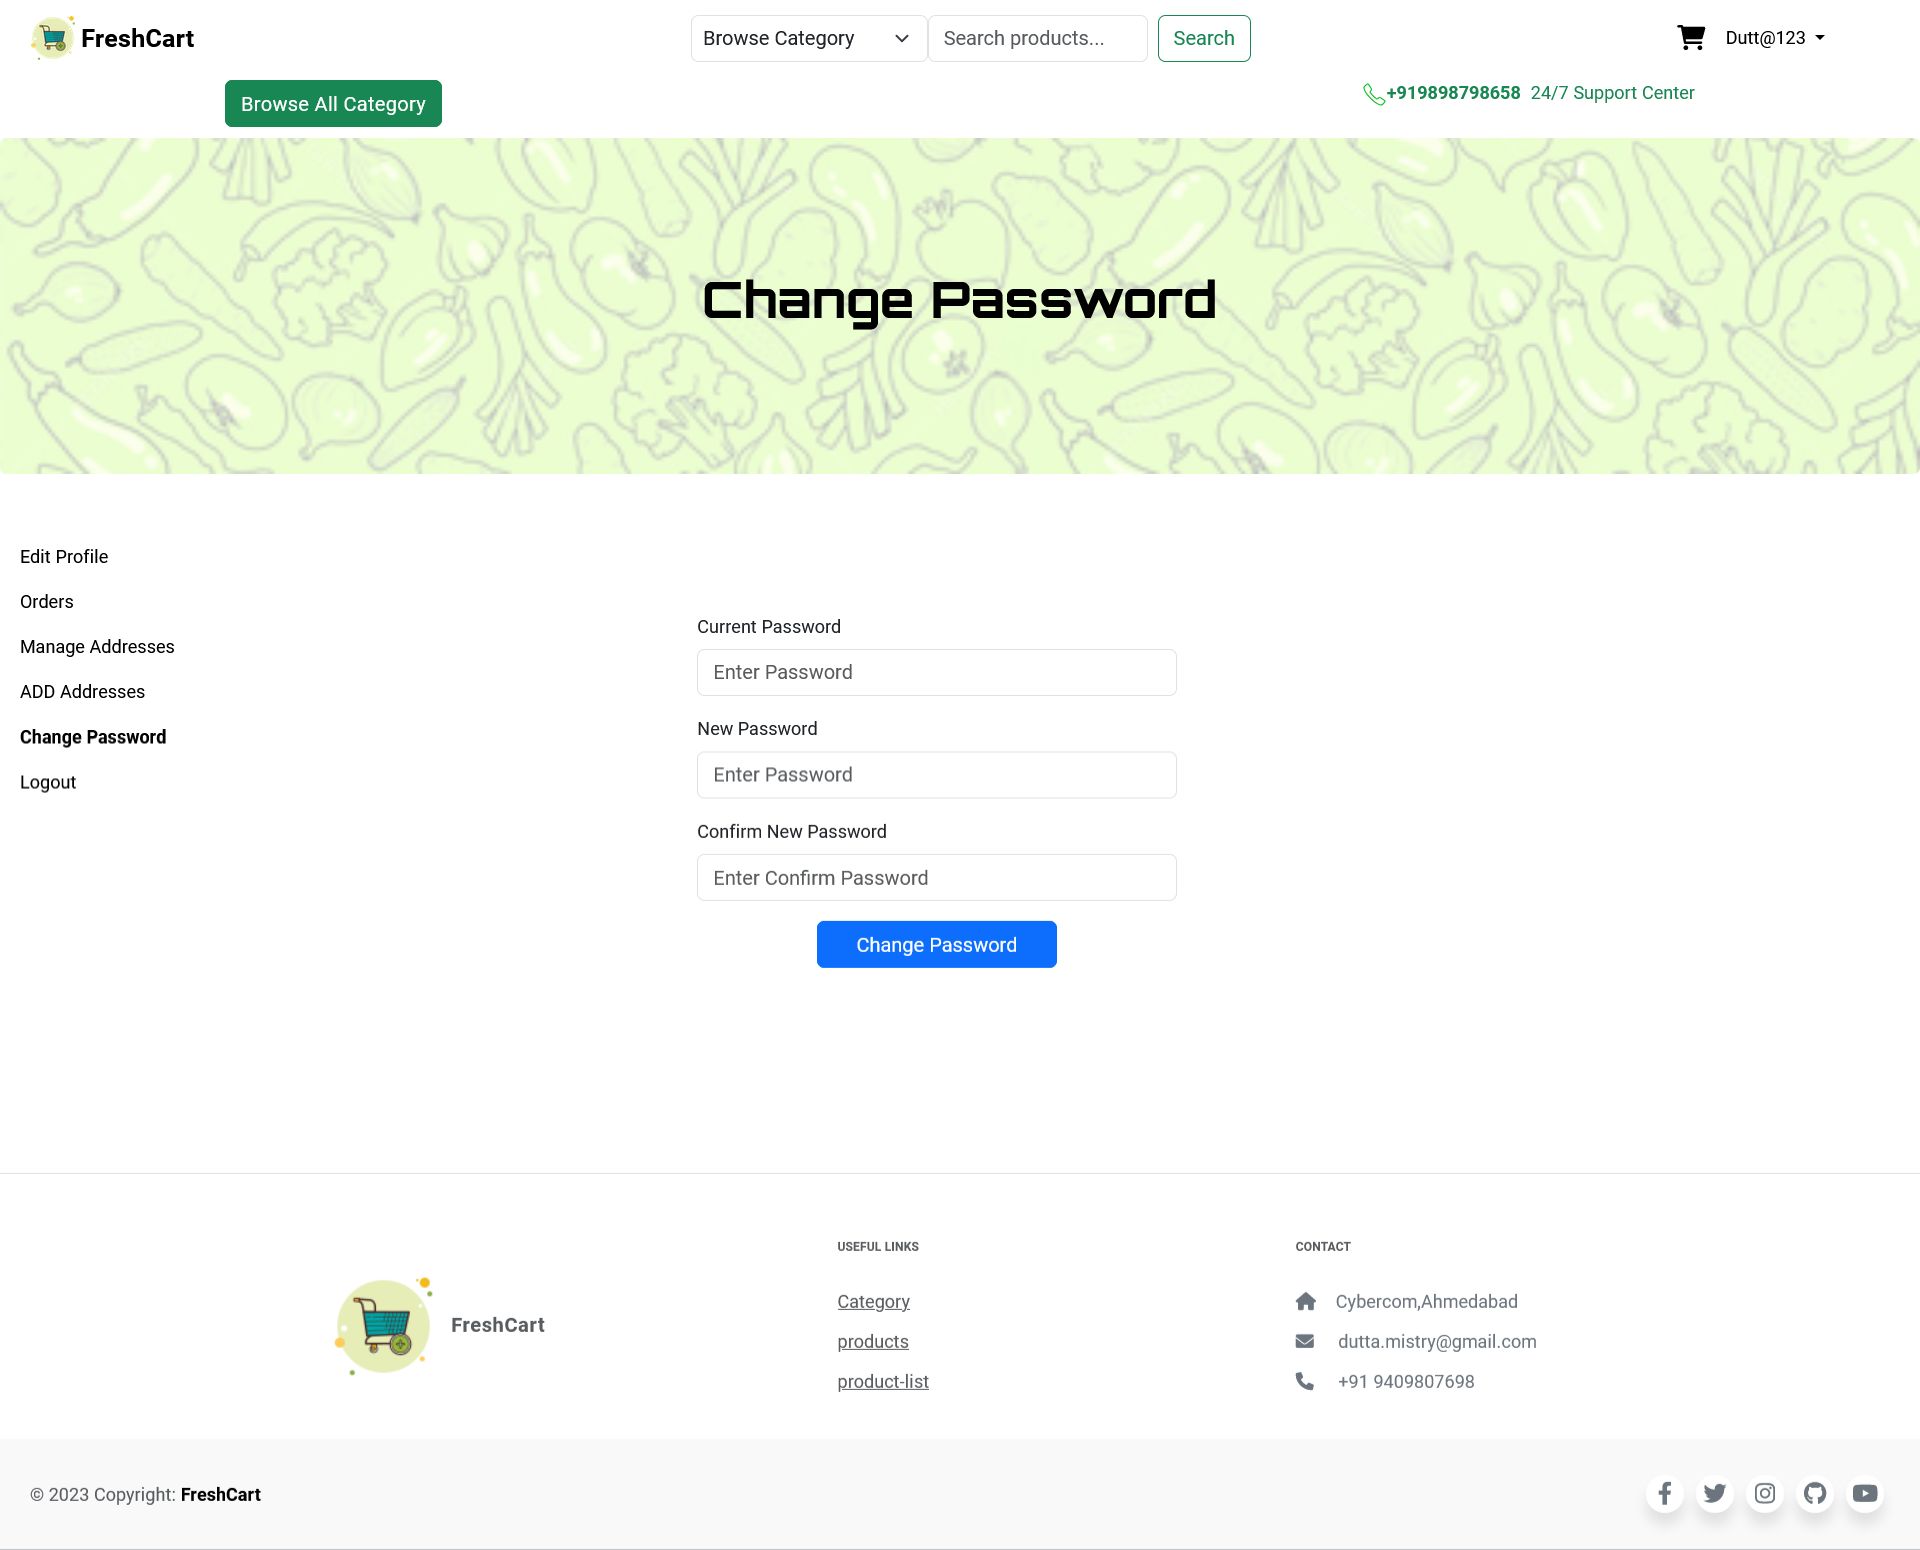 FreshCart
Browse Category
Search products...
Search
Dutt@123
Browse All Category
+919898798658 24/7 Support Center
Change Password
Edit Profile
Orders
Manage Addresses
ADD Addresses
Change Password
Logout
Current Password
Enter Password
New Password
Enter Password
Confirm New Password
Enter Confirm Password
Change Password
FreshCart
USEFUL LINKS
Category
products
product-list
CONTACT
Cybercom,Ahmedabad
dutta.mistry@gmail.com
+91 9409807698
© 2023 Copyright: FreshCart